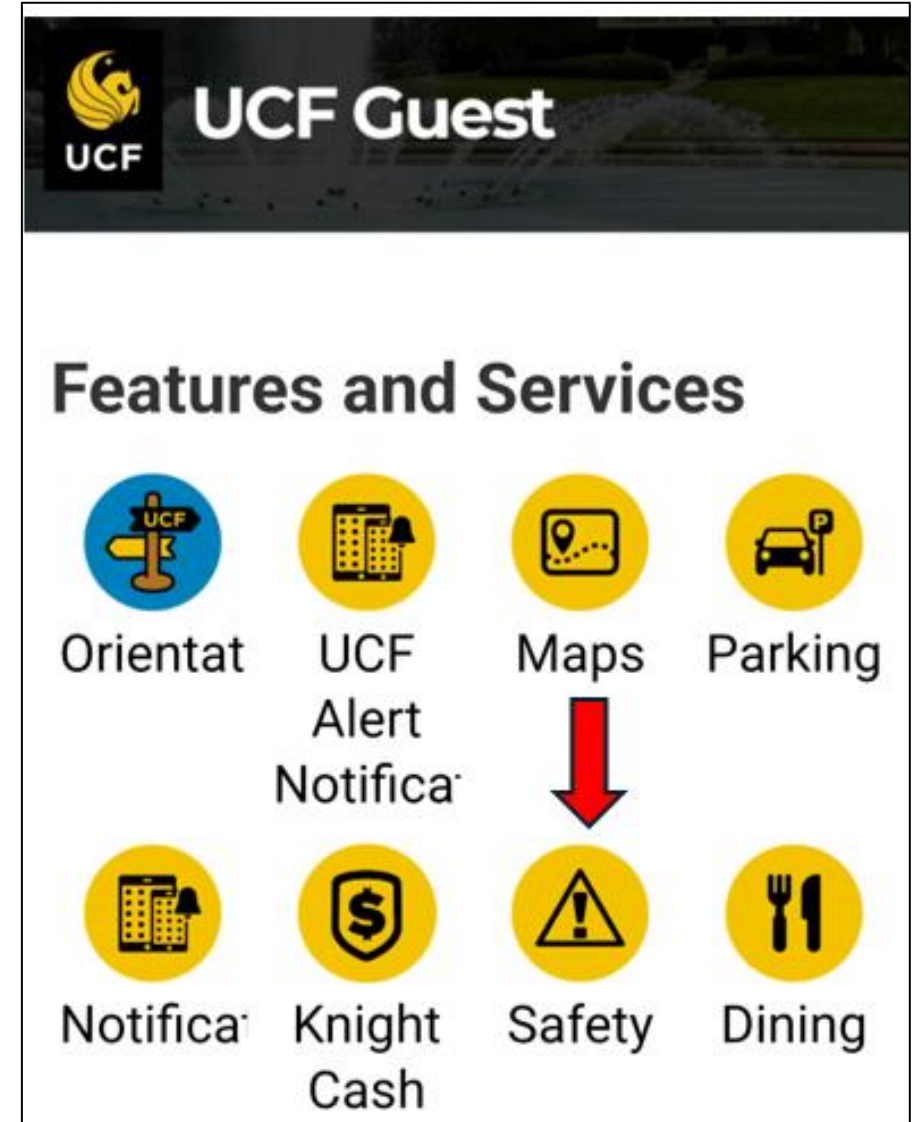 UCF
UCF Guest
Features and Services
UCF
P
Orientat
UCF
Alert
Notifica
Maps
Parking
$
Notifica
Knight
Cash
Safety
Dining